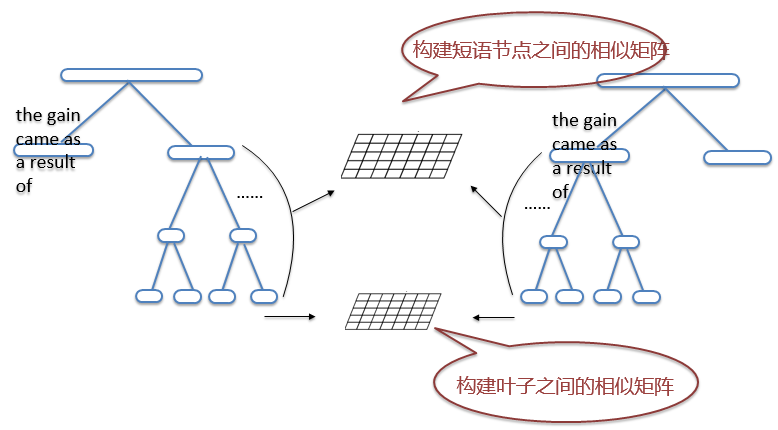 构建短语节点之间的相似矩阵
the gain
came as
a result
of
......
the gain
came as
a result
of
......
构建叶子之间的相似矩阵